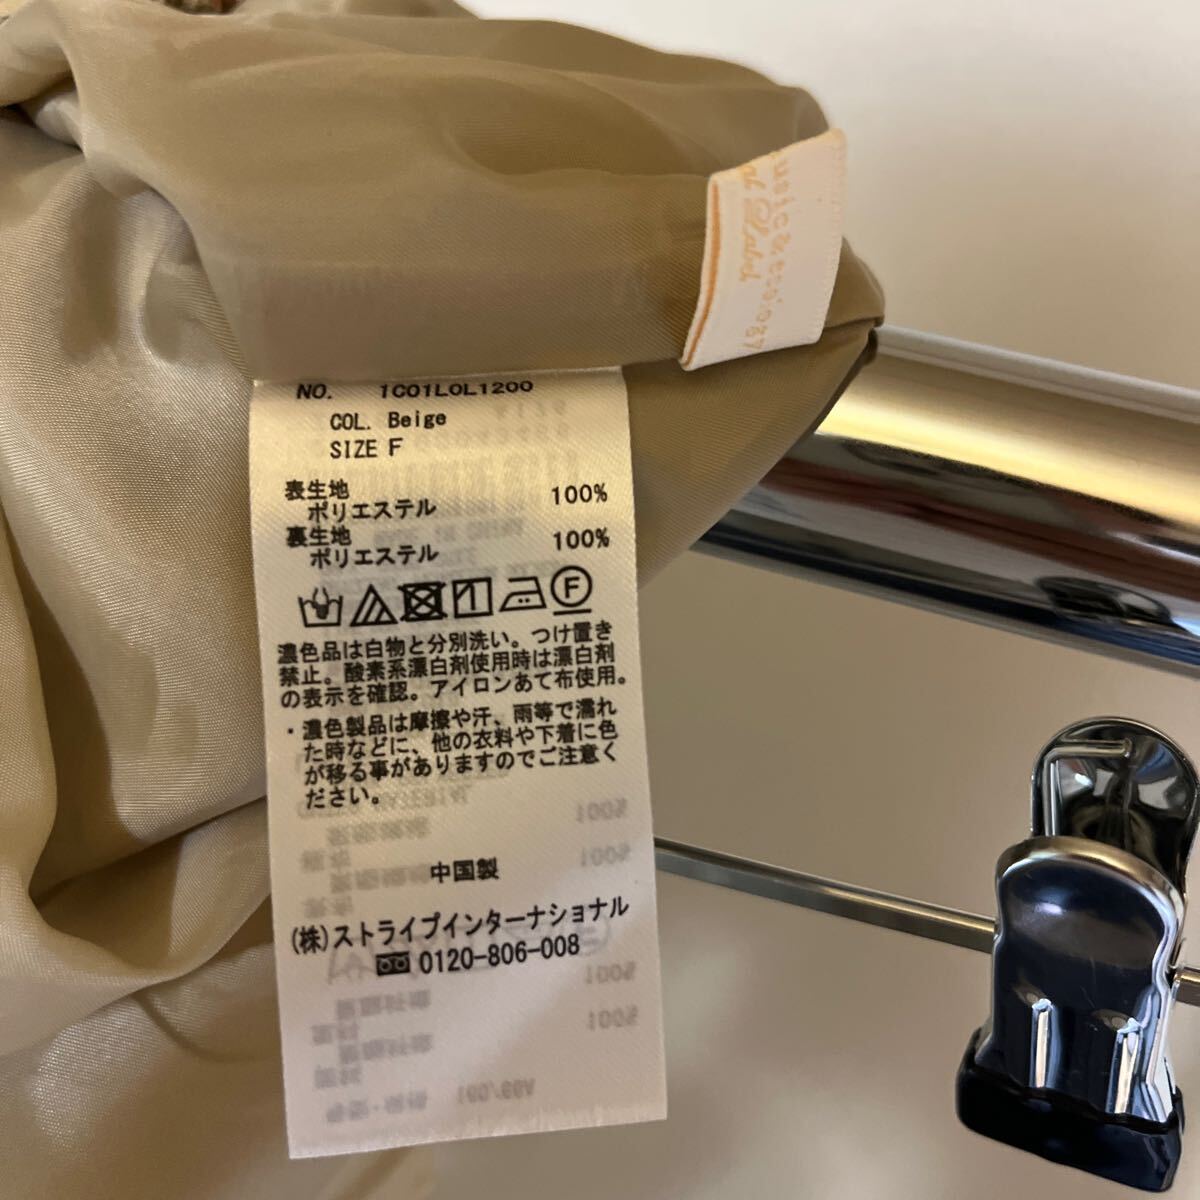 usic&ecology
Label
NO. 1C01L0L1200
COL. Beige
SIZE F
表生地
ポリエステル 100%
裏生地
ポリエステル 100%
F
濃色品は白物と分別洗い。つけ置き
禁止。酸素系漂白剤使用時は漂白剤
の表示を確認。アイロンあて布使用。
・濃色製品は摩擦や汗、雨等で濡れ
た時などに、他の衣料や下着に色
が移る事がありますのでご注意く
ださい。
中国製
(株)ストライプインターナショナル
0120-806-008